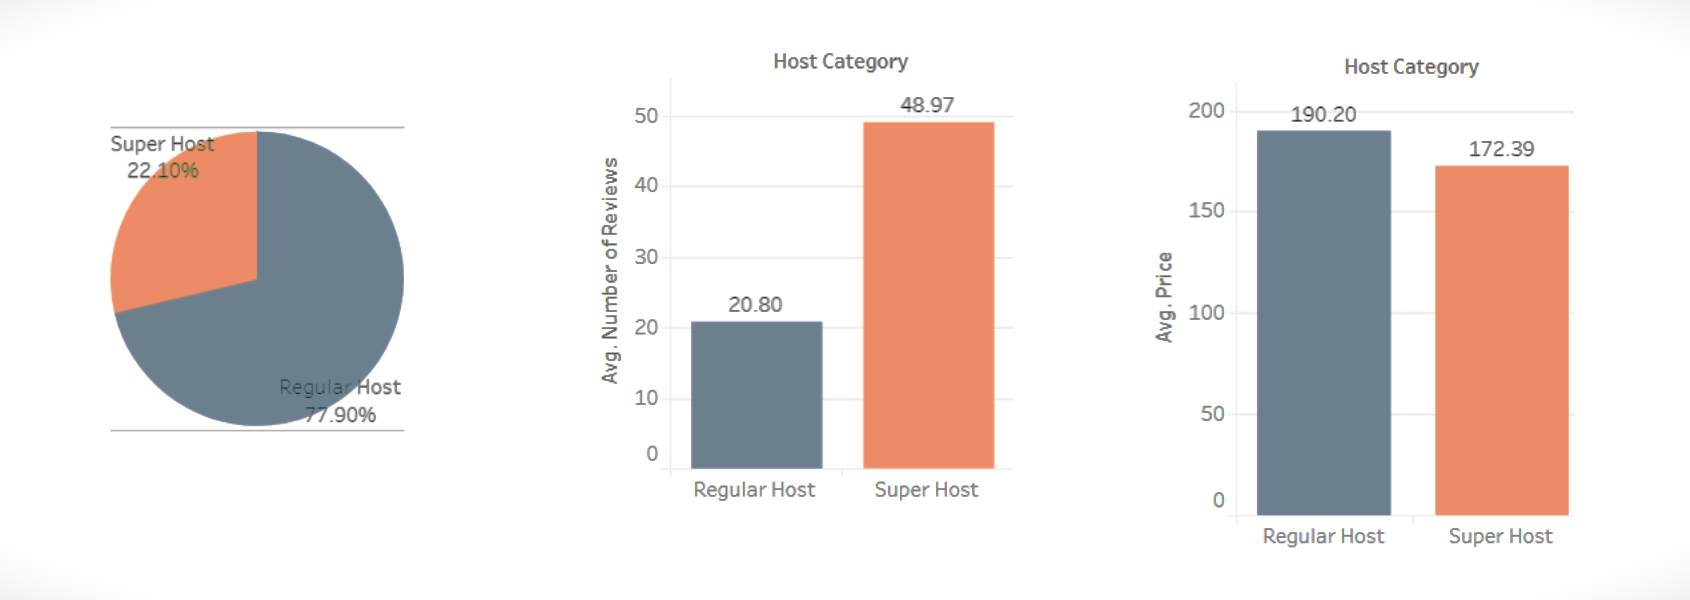 Super Host
22.10%
Regular Host
77.90%
Host Category
Avg. Number of Reviews
50
40
30
20
10
0
48.97
20.80
Regular Host
Super Host
Host Category
Avg. Price
200
150
100
50
0
190.20
172.39
Regular Host
Super Host